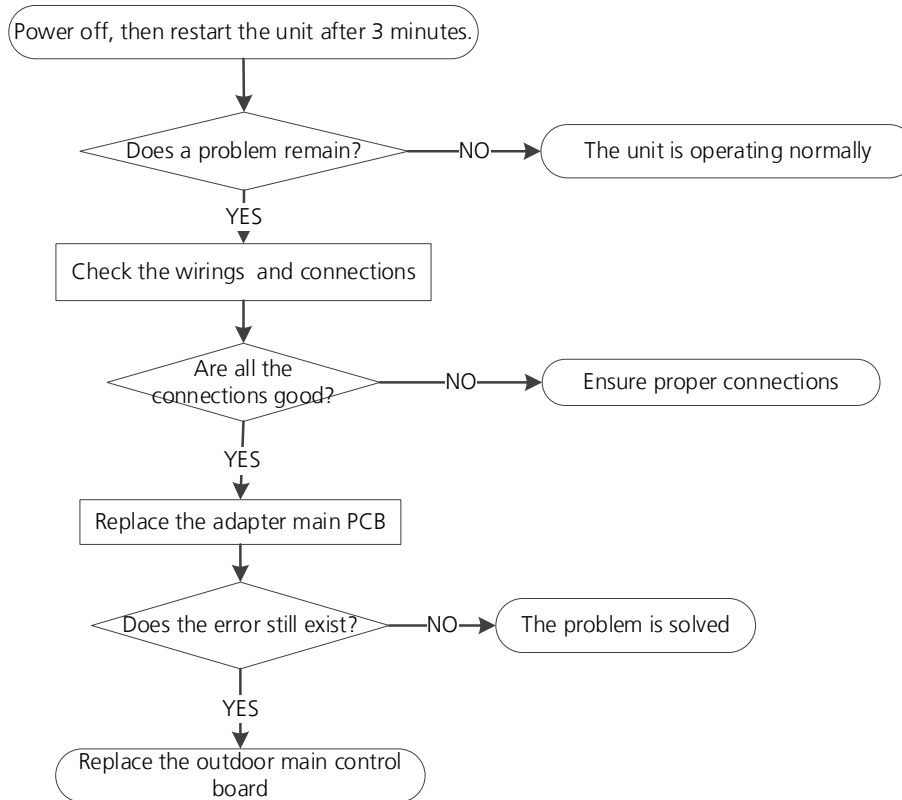 Power off, then restart the unit after 3 minutes.
Does a problem remain?
NO
The unit is operating normally
YES
Check the wirings and connections
Are all the
connections good?
NO
Ensure proper connections
YES
Replace the adapter main PCB
Does the error still exist?
NO
The problem is solved
YES
Replace the outdoor main control
board